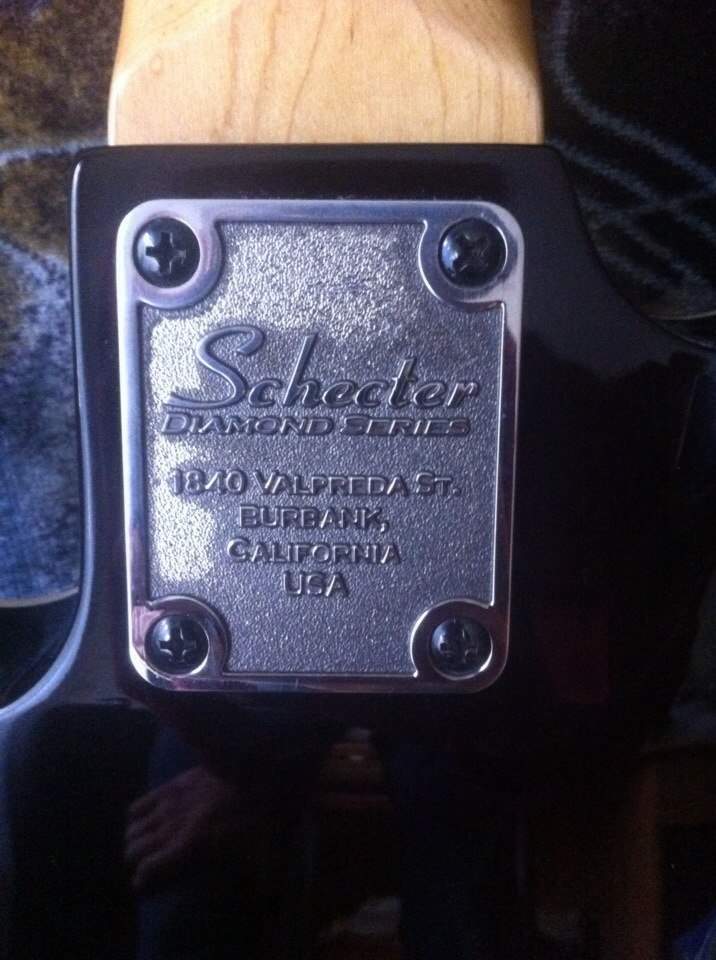 Schecter
DIAMOND SERIES
1840 VALPREDA ST.
BURBANK,
CALIFORNIA
USA